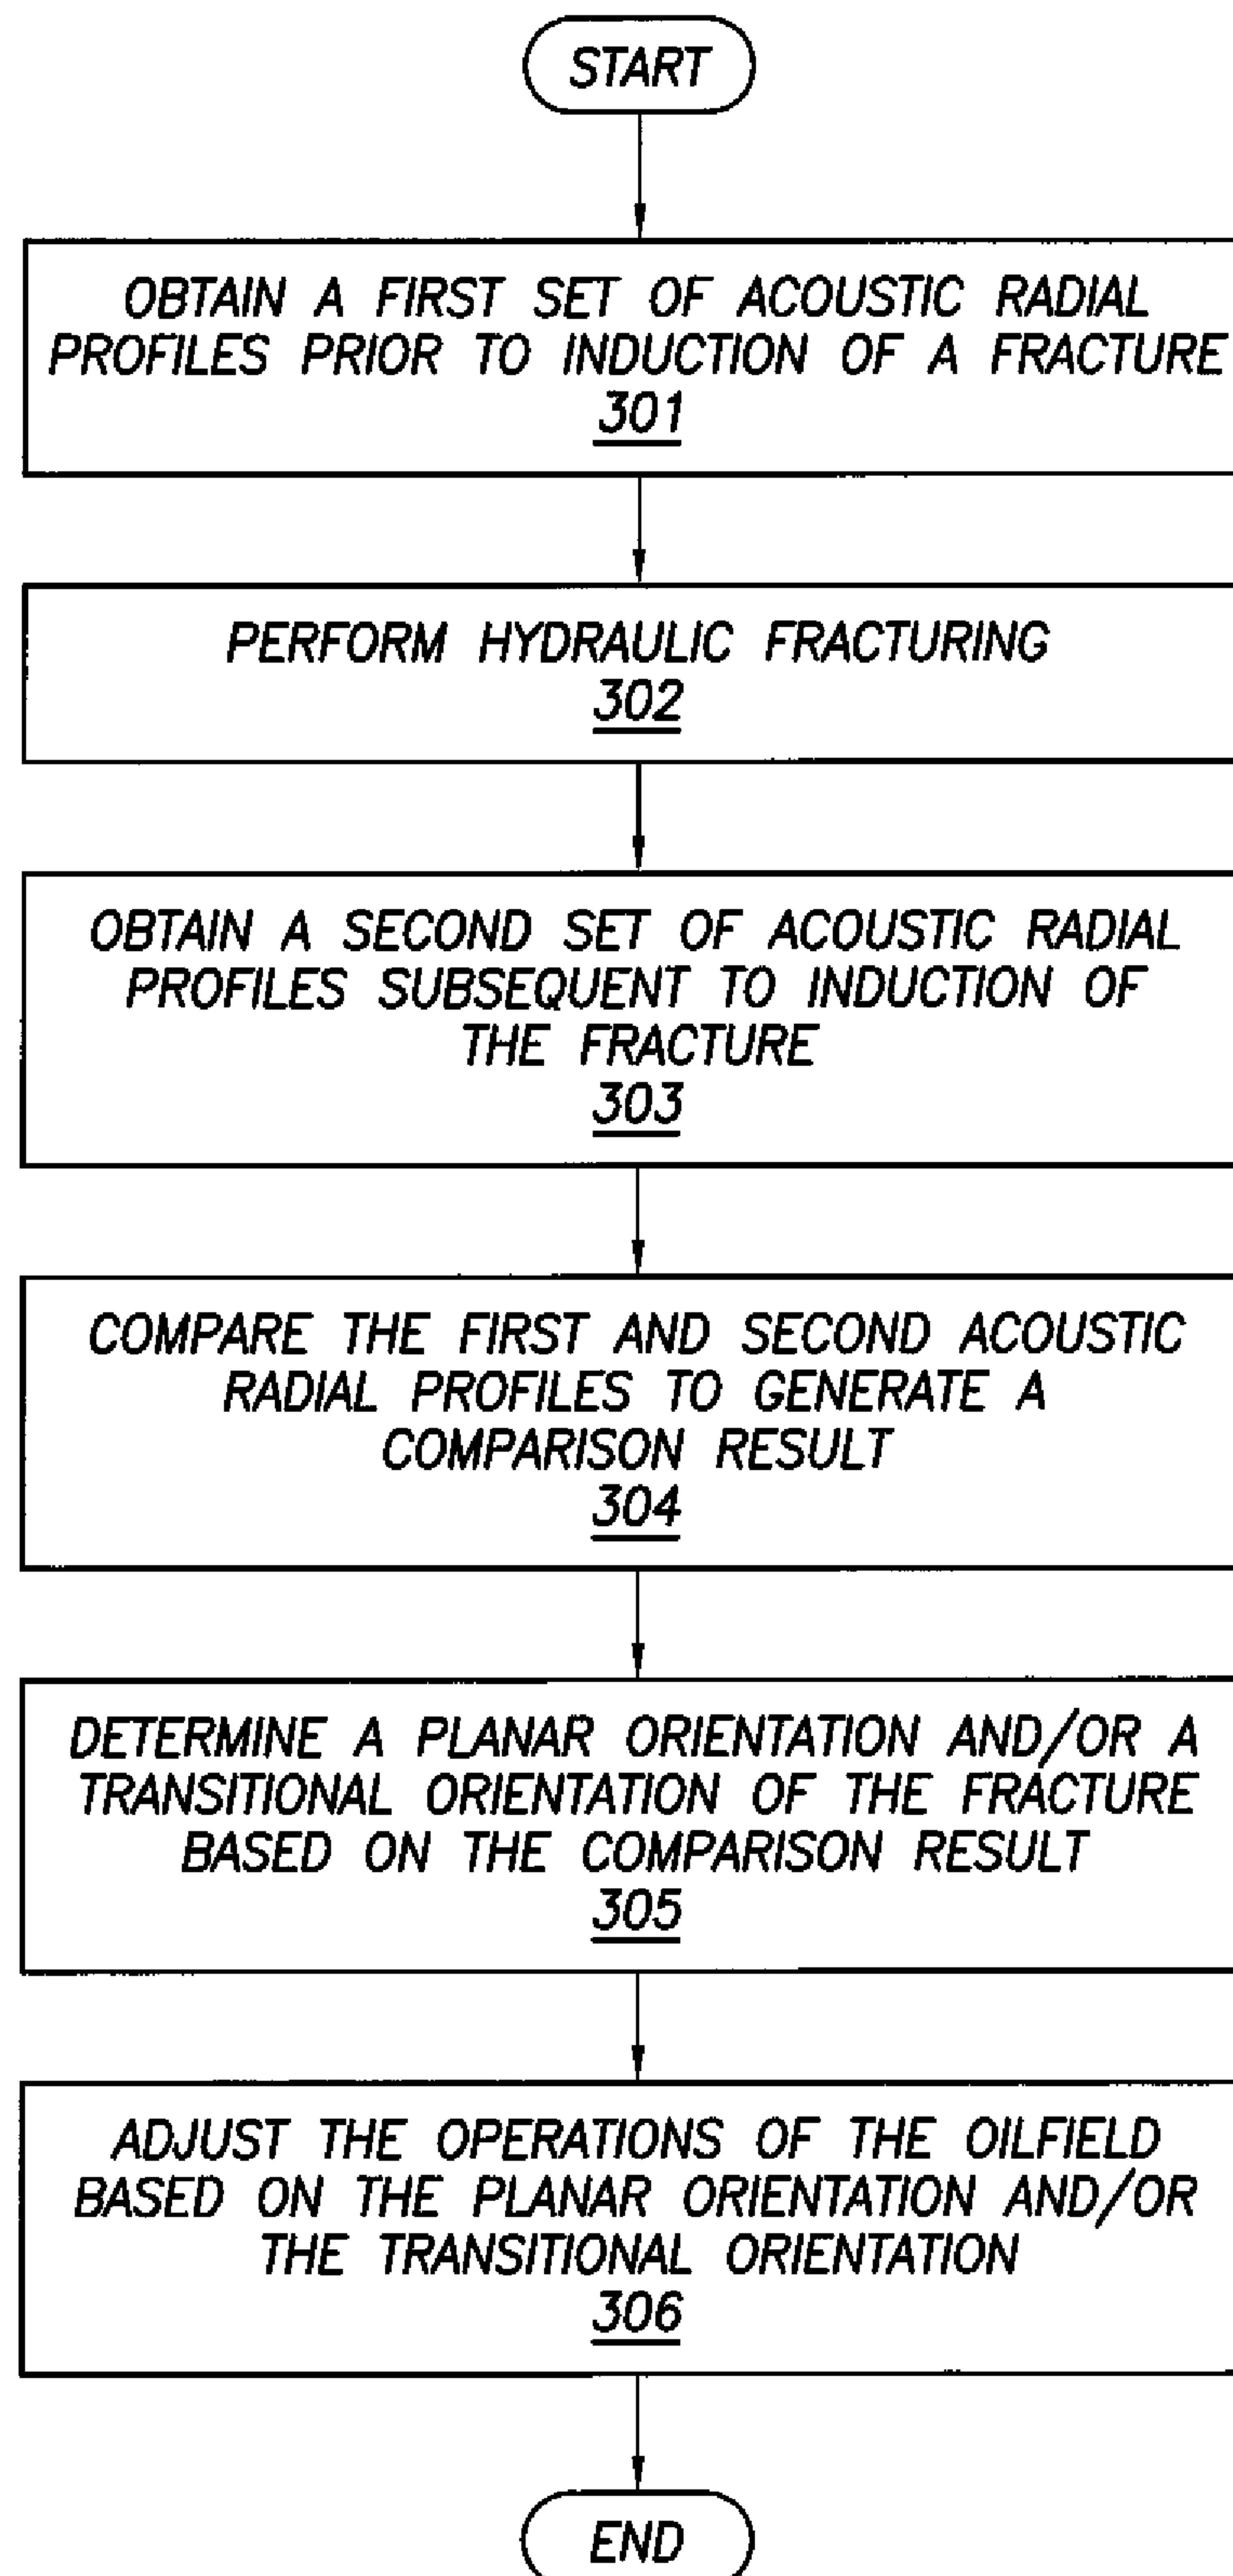 START
OBTAIN A FIRST SET OF ACOUSTIC RADIAL
PROFILES PRIOR TO INDUCTION OF A FRACTURE
301
PERFORM HYDRAULIC FRACTURING
302
OBTAIN A SECOND SET OF ACOUSTIC RADIAL
PROFILES SUBSEQUENT TO INDUCTION OF
THE FRACTURE
303
COMPARE THE FIRST AND SECOND ACOUSTIC
RADIAL PROFILES TO GENERATE A
COMPARISON RESULT
304
DETERMINE A PLANAR ORIENTATION AND/OR A
TRANSITIONAL ORIENTATION OF THE FRACTURE
BASED ON THE COMPARISON RESULT
305
ADJUST THE OPERATIONS OF THE OILFIELD
BASED ON THE PLANAR ORIENTATION AND/OR
THE TRANSITIONAL ORIENTATION
306
END